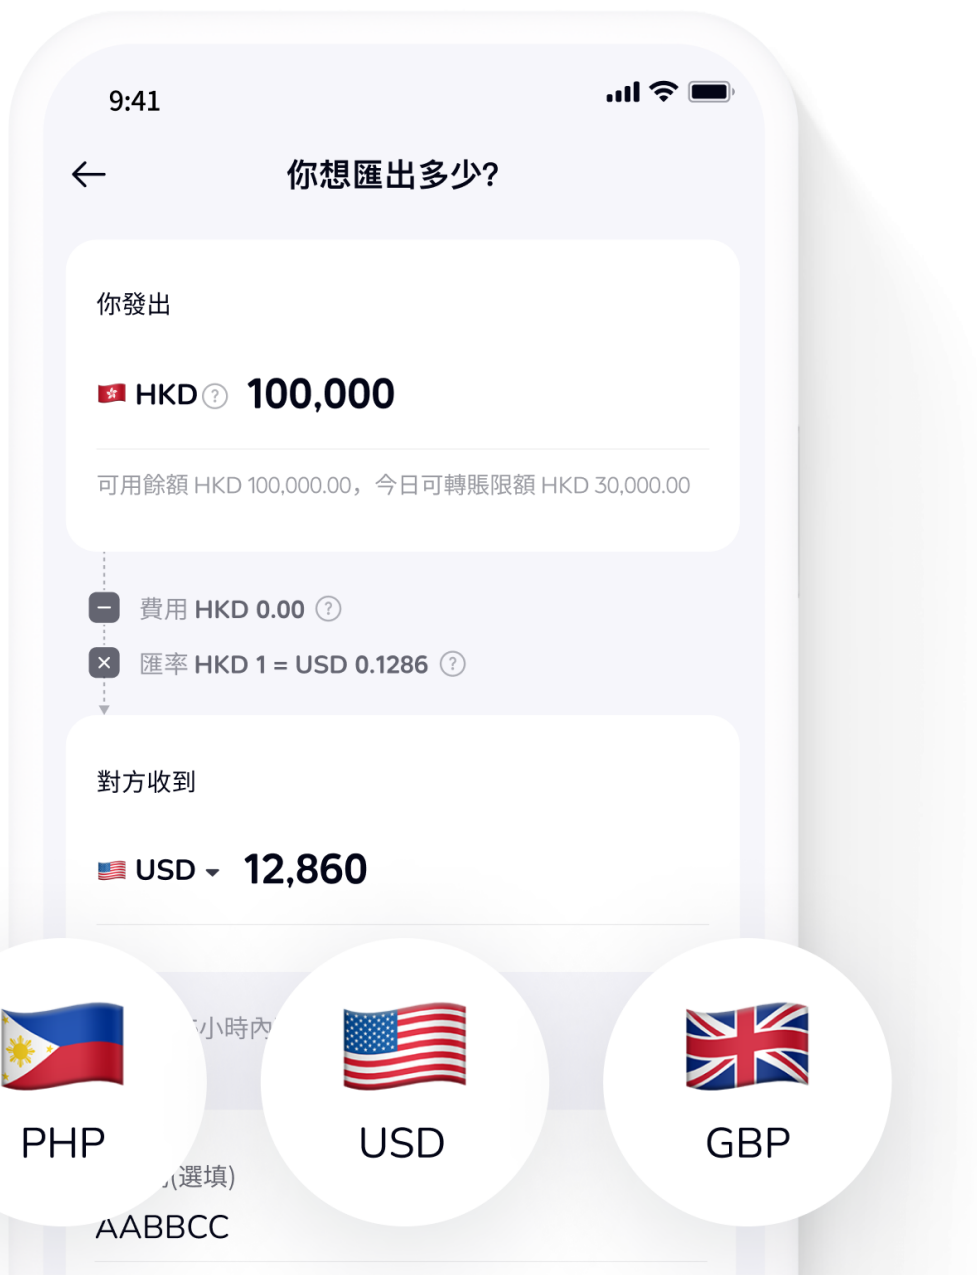 9:41
你想匯出多少?
你發出
HKD ? 100,000
可用餘額 HKD 100,000.00，今日可轉賬限額 HKD 30,000.00
費用 HKD 0.00 ?
匯率 HKD 1 = USD 0.1286 ?
對方收到
USD 12,860
小時內
PHP
USD
GBP
(選填)
AABBCC